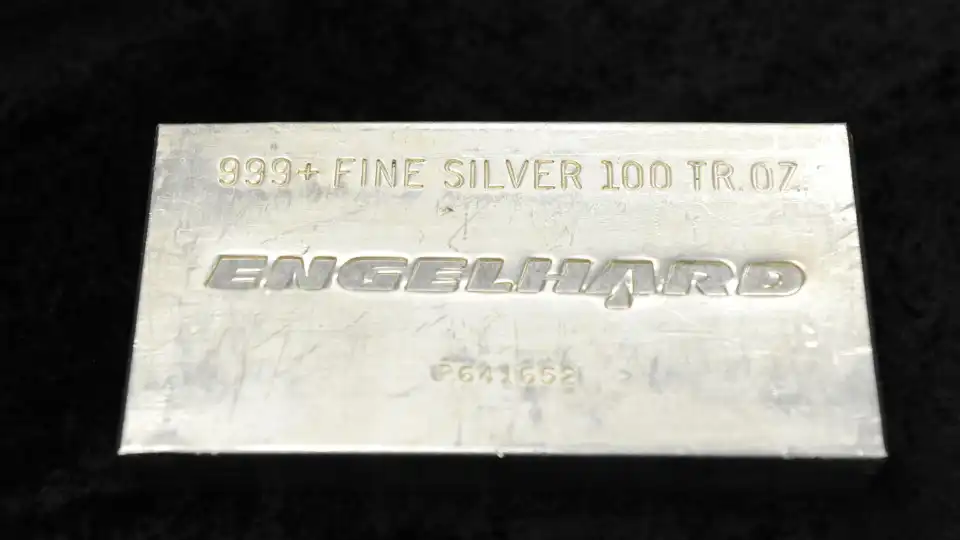 999+ FINE SILVER 100 TR. OZ.
ENGELHARD
P641652